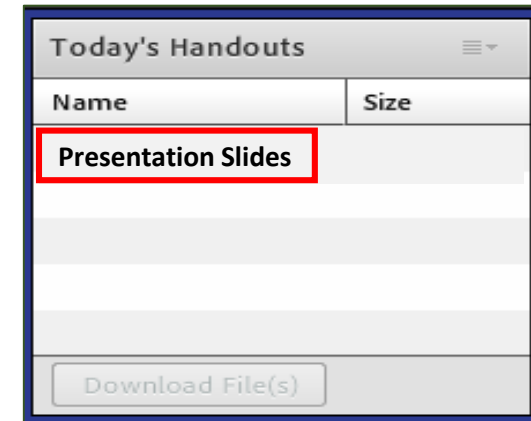 Today's Handouts
Name Size
Presentation Slides
Download File(s)